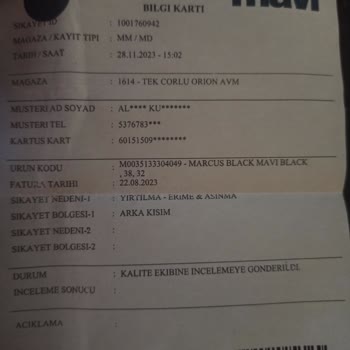 mavi
BILGI KARTI
SIKAYET ID : 1001760942
MAGAZA / KAYIT TIPI : MM / MD
TARIH / SAAT : 28.11.2023 - 15:02
MAGAZA : 1614 - TEK CORLU ORION AVM
MUSTERI AD SOYAD : AL**** KU*******
MUSTERI TEL : 5376783***
KARTUS KART : 60151509********
URUN KODU : M0035133304049 - MARCUS BLACK MAVI BLACK
, 38, 32
FATURA TARIHI : 22.08.2023
SIKAYET NEDENI-1 : YIRTILMA - ERIME & ASINMA
SIKAYET BOLGESI-1 : ARKA KISIM
SIKAYET NEDENI-2 :
SIKAYET BOLGESI-2 :
DURUM : KALITE EKIBINE INCELEMEYE GONDERILDI.
INCELEME SONUCU :
ACIKLAMA :